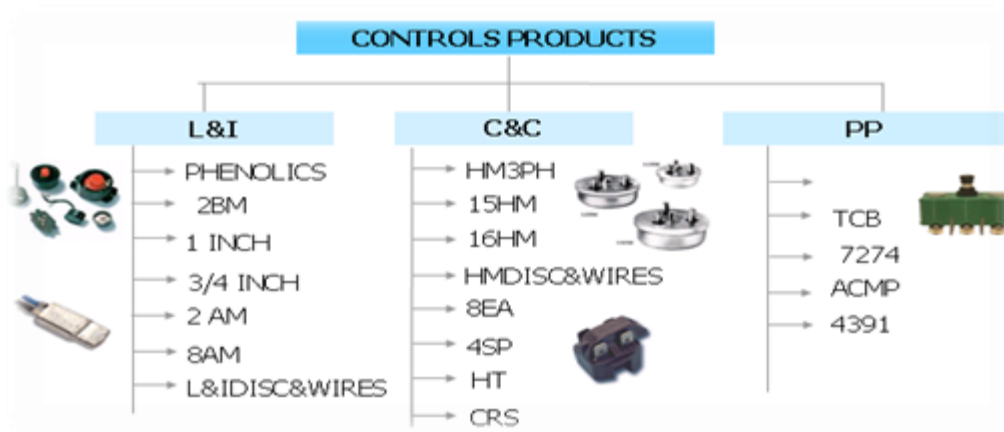 CONTROLS PRODUCTS
L&I
PHENOLICS
2BM
1 INCH
3/4 INCH
2 AM
8AM
L&IDISC&WIRES
C&C
HM3PH
15HM
16HM
HMDISC&WIRES
8EA
4SP
HT
CRS
PP
TCB
7274
ACMP
4391